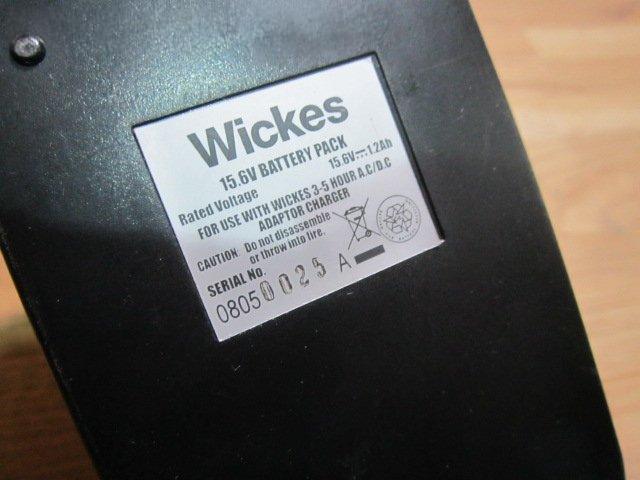 Wickes
15.6V BATTERY PACK
Rated Voltage 15.6V⎓1.2Ah
FOR USE WITH WICKES 3-5 HOUR A.C/D.C
ADAPTOR CHARGER
CAUTION: Do not disassemble
or throw into fire.
SERIAL No.
08050025 A